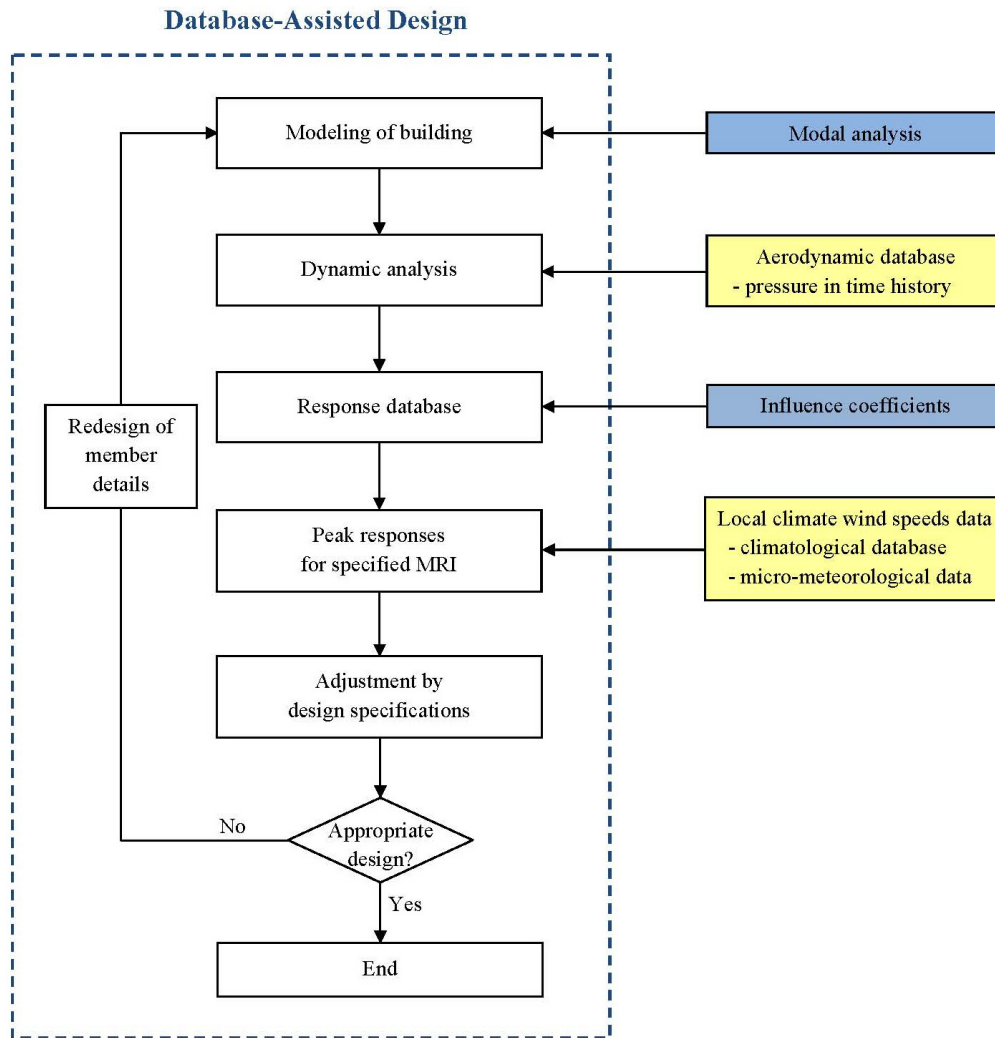 Database-Assisted Design
Modeling of building
Modal analysis
Dynamic analysis
Aerodynamic database
- pressure in time history
Response database
Influence coefficients
Redesign of
member
details
Peak responses
for specified MRI
Local climate wind speeds data
- climatological database
- micro-meteorological data
Adjustment by
design specifications
Appropriate
design?
No
Yes
End